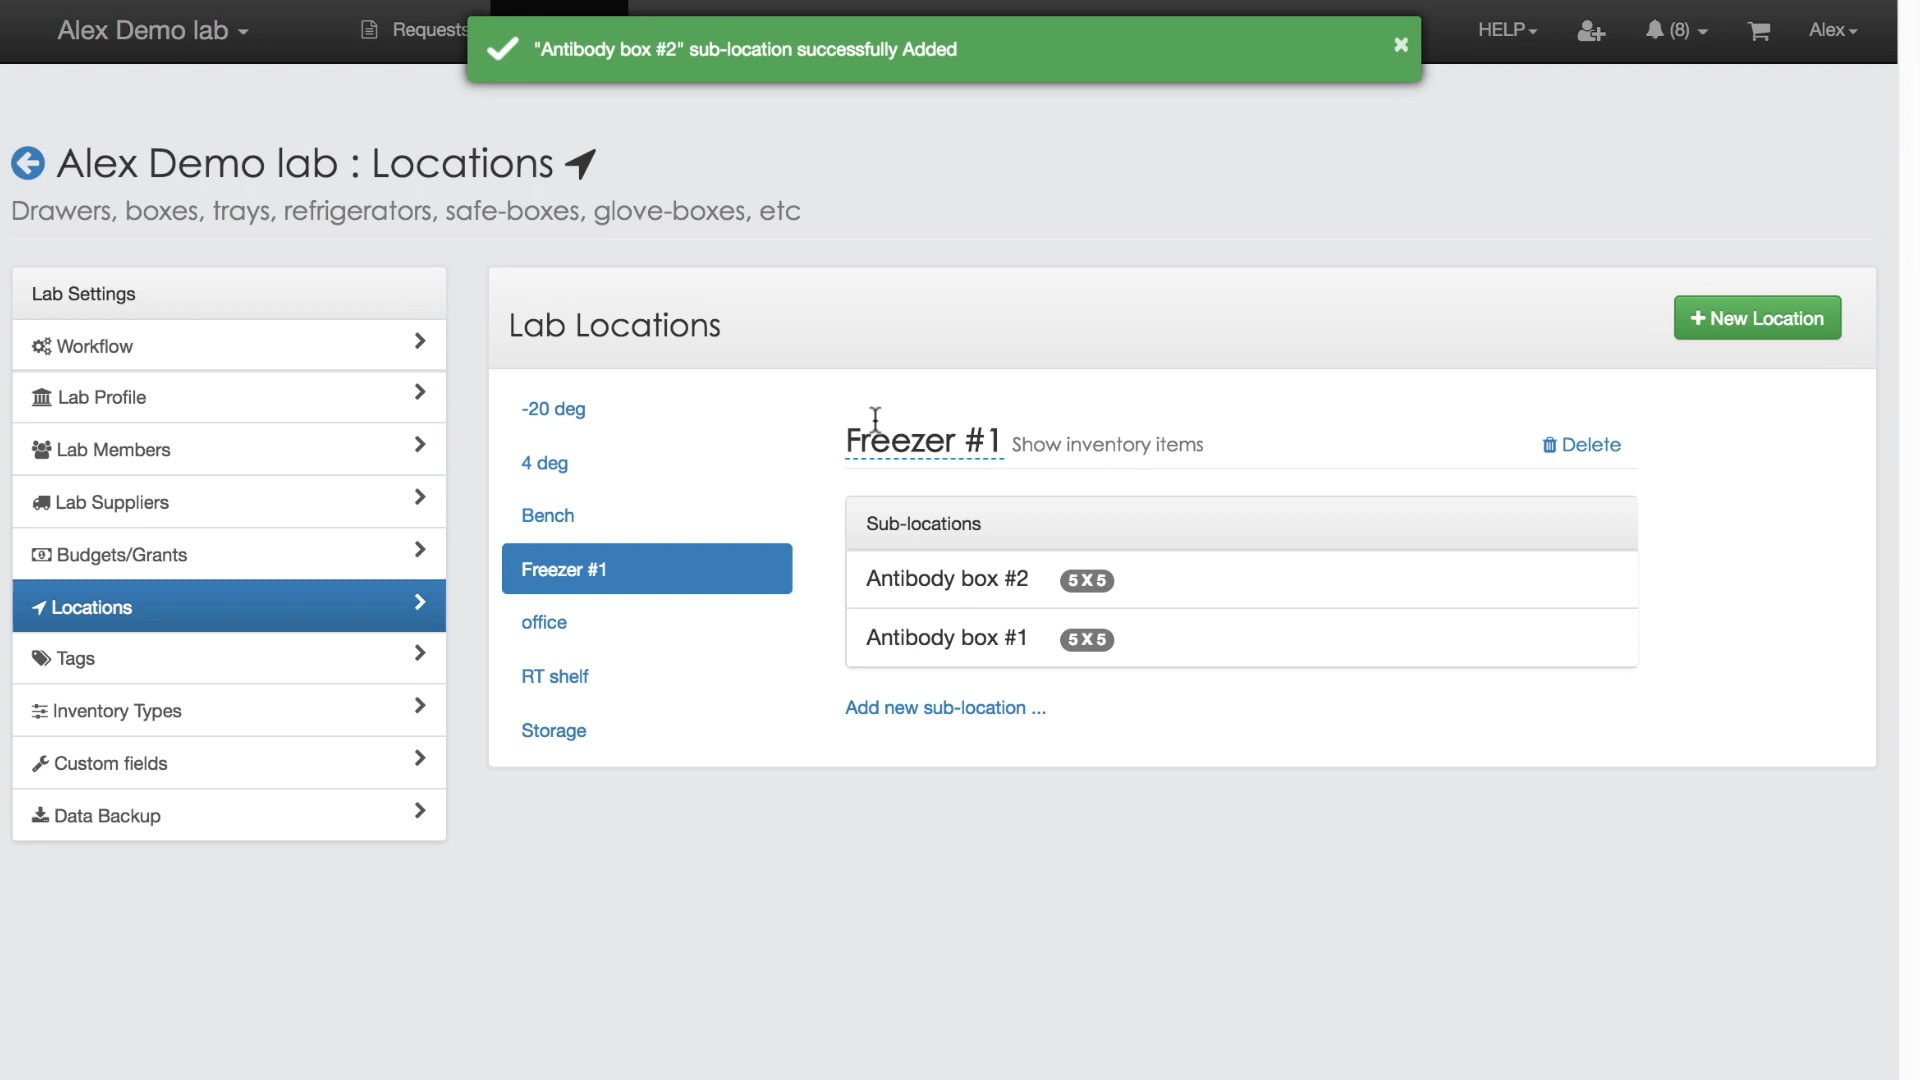 Alex Demo lab
Requests
"Antibody box #2" sub-location successfully Added
×
HELP
(8)
Alex
Alex Demo lab : Locations
Drawers, boxes, trays, refrigerators, safe-boxes, glove-boxes, etc
Lab Settings
Workflow
Lab Profile
Lab Members
Lab Suppliers
Budgets/Grants
Locations
Tags
Inventory Types
Custom fields
Data Backup
Lab Locations
+ New Location
-20 deg
4 deg
Bench
Freezer #1
office
RT shelf
Storage
Freezer #1 Show inventory items
Delete
Sub-locations
Antibody box #2 5 X 5
Antibody box #1 5 X 5
Add new sub-location ...